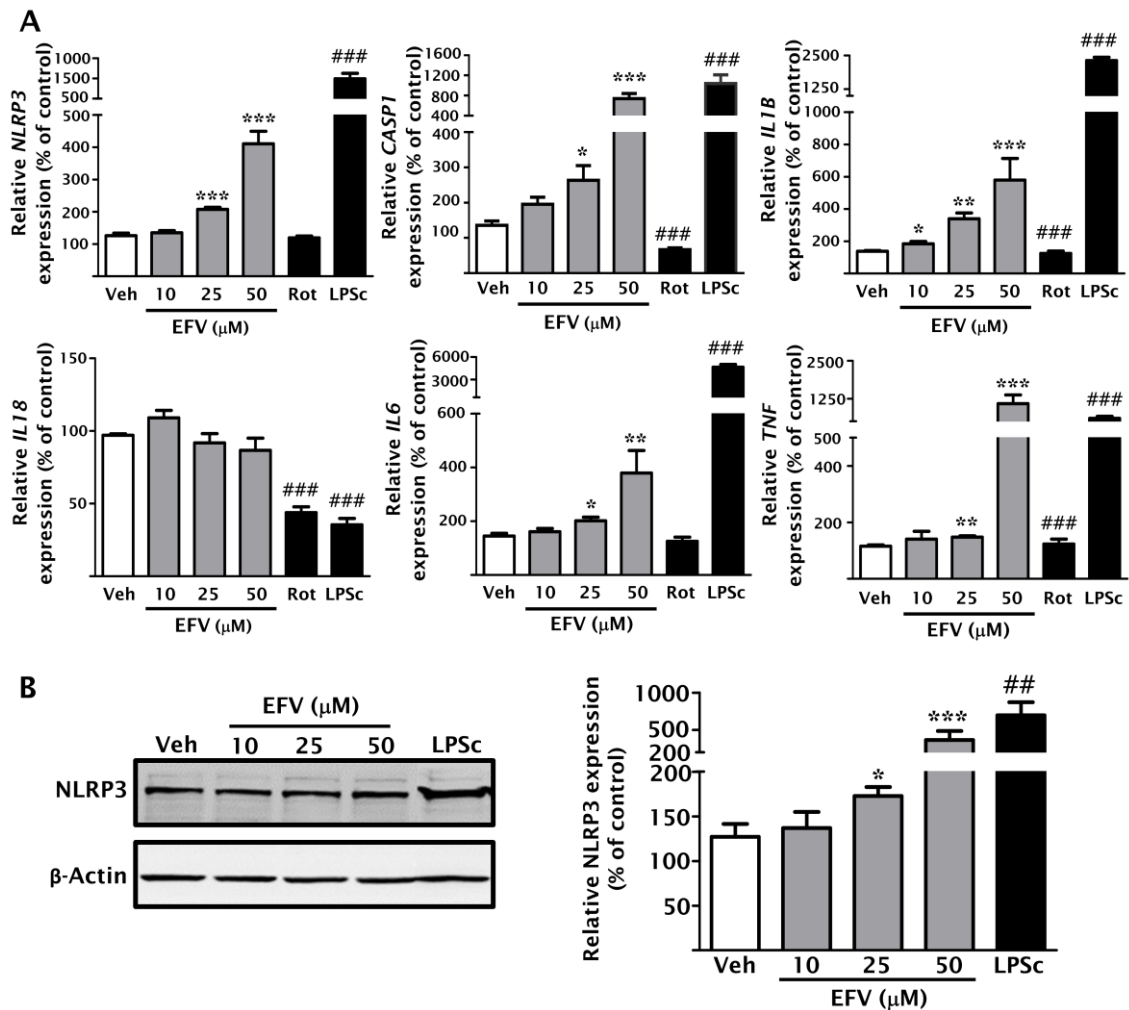 A
Relative NLRP3
expression (% of control)
1000
1500
500
400
300
200
100
***
***
###
Veh 10 25 50 Rot LPSc
EFV (μM)
Relative CASP1
expression (% of control)
1200
1000
800
600
400
400
300
200
100
*
***
###
###
Veh 10 25 50 Rot LPSc
EFV (μM)
Relative IL1B
expression (% of control)
2500
1250
1000
800
600
400
200
*
**
***
###
###
Veh 10 25 50 Rot LPSc
EFV (μM)
Relative IL18
expression (% of control)
150
100
50
###
###
Veh 10 25 50 Rot LPSc
EFV (μM)
Relative IL6
expression (% of control)
6000
3000
600
400
200
*
**
###
Veh 10 25 50 Rot LPSc
EFV (μM)
Relative TNF
expression (% of control)
2500
1250
500
400
200
100
**
***
###
###
Veh 10 25 50 Rot LPSc
EFV (μM)
B
EFV (μM)
Veh 10 25 50 LPSc
NLRP3
β-Actin
Relative NLRP3 expression
(% of control)
1000
500
200
200
150
100
50
*
***
##
Veh 10 25 50 LPSc
EFV (μM)